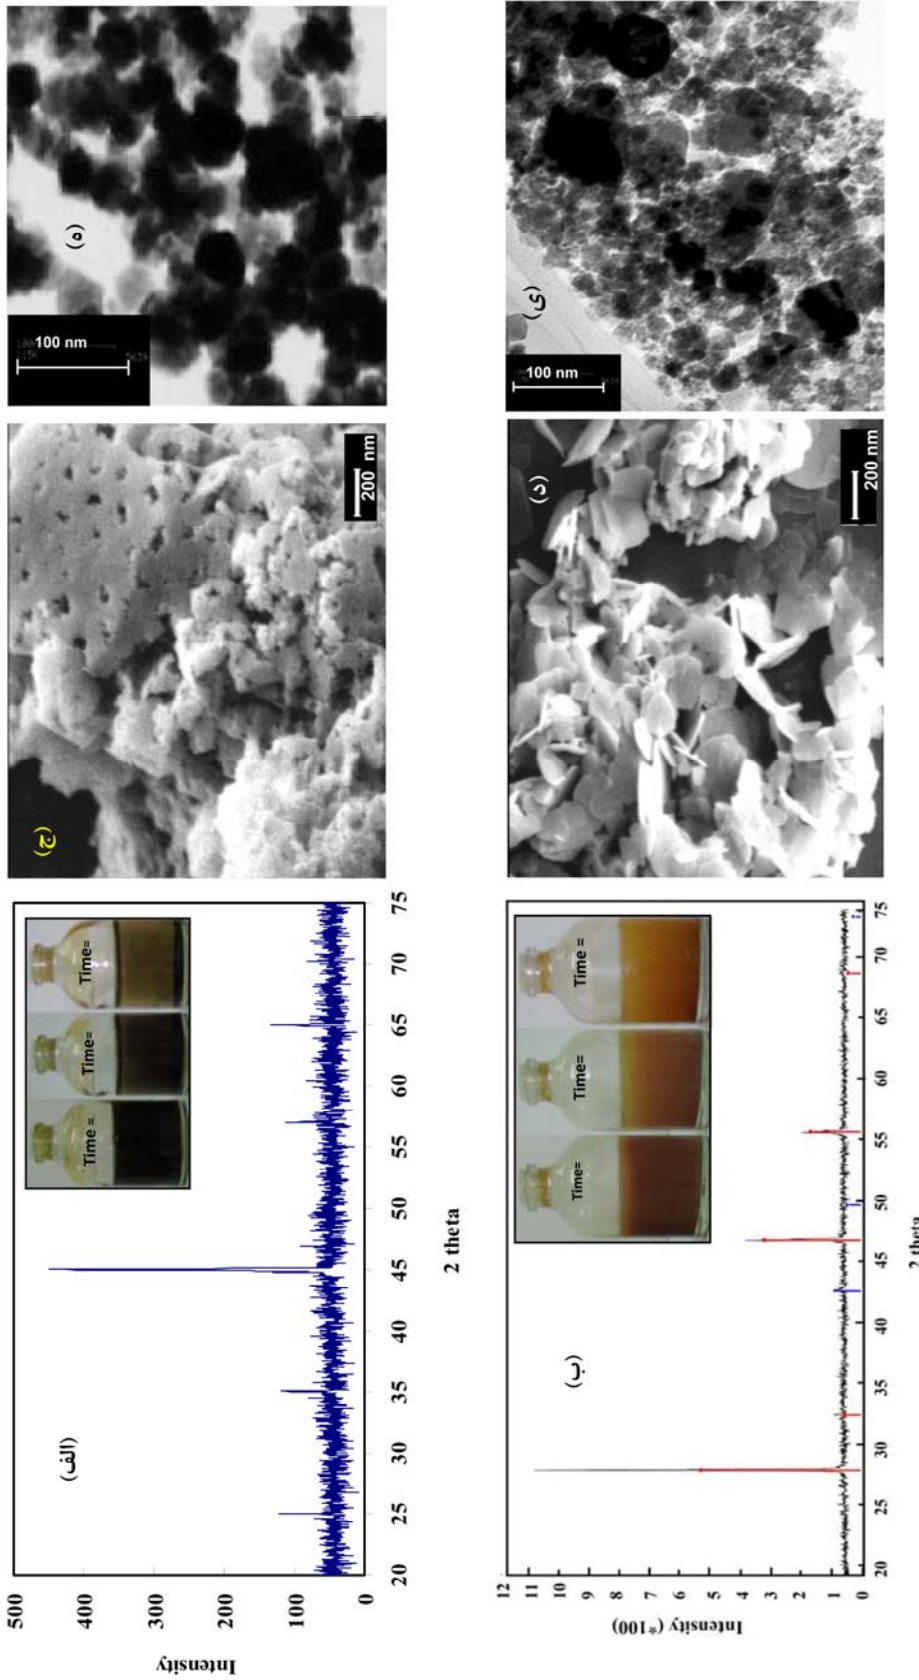 (ه)
100 nm
(ی)
100 nm
(ج)
200 nm
(د)
200 nm
(الف)
Time =
Time=
Time=
500
400
300
200
100
0
Intensity
20
25
30
35
40
45
50
55
60
65
70
75
2 theta
(ب)
Time=
Time=
Time =
12
11
10
9
8
7
6
5
4
3
2
1
0
Intensity (*100)
20
25
30
35
40
45
50
55
60
65
70
75
2 theta